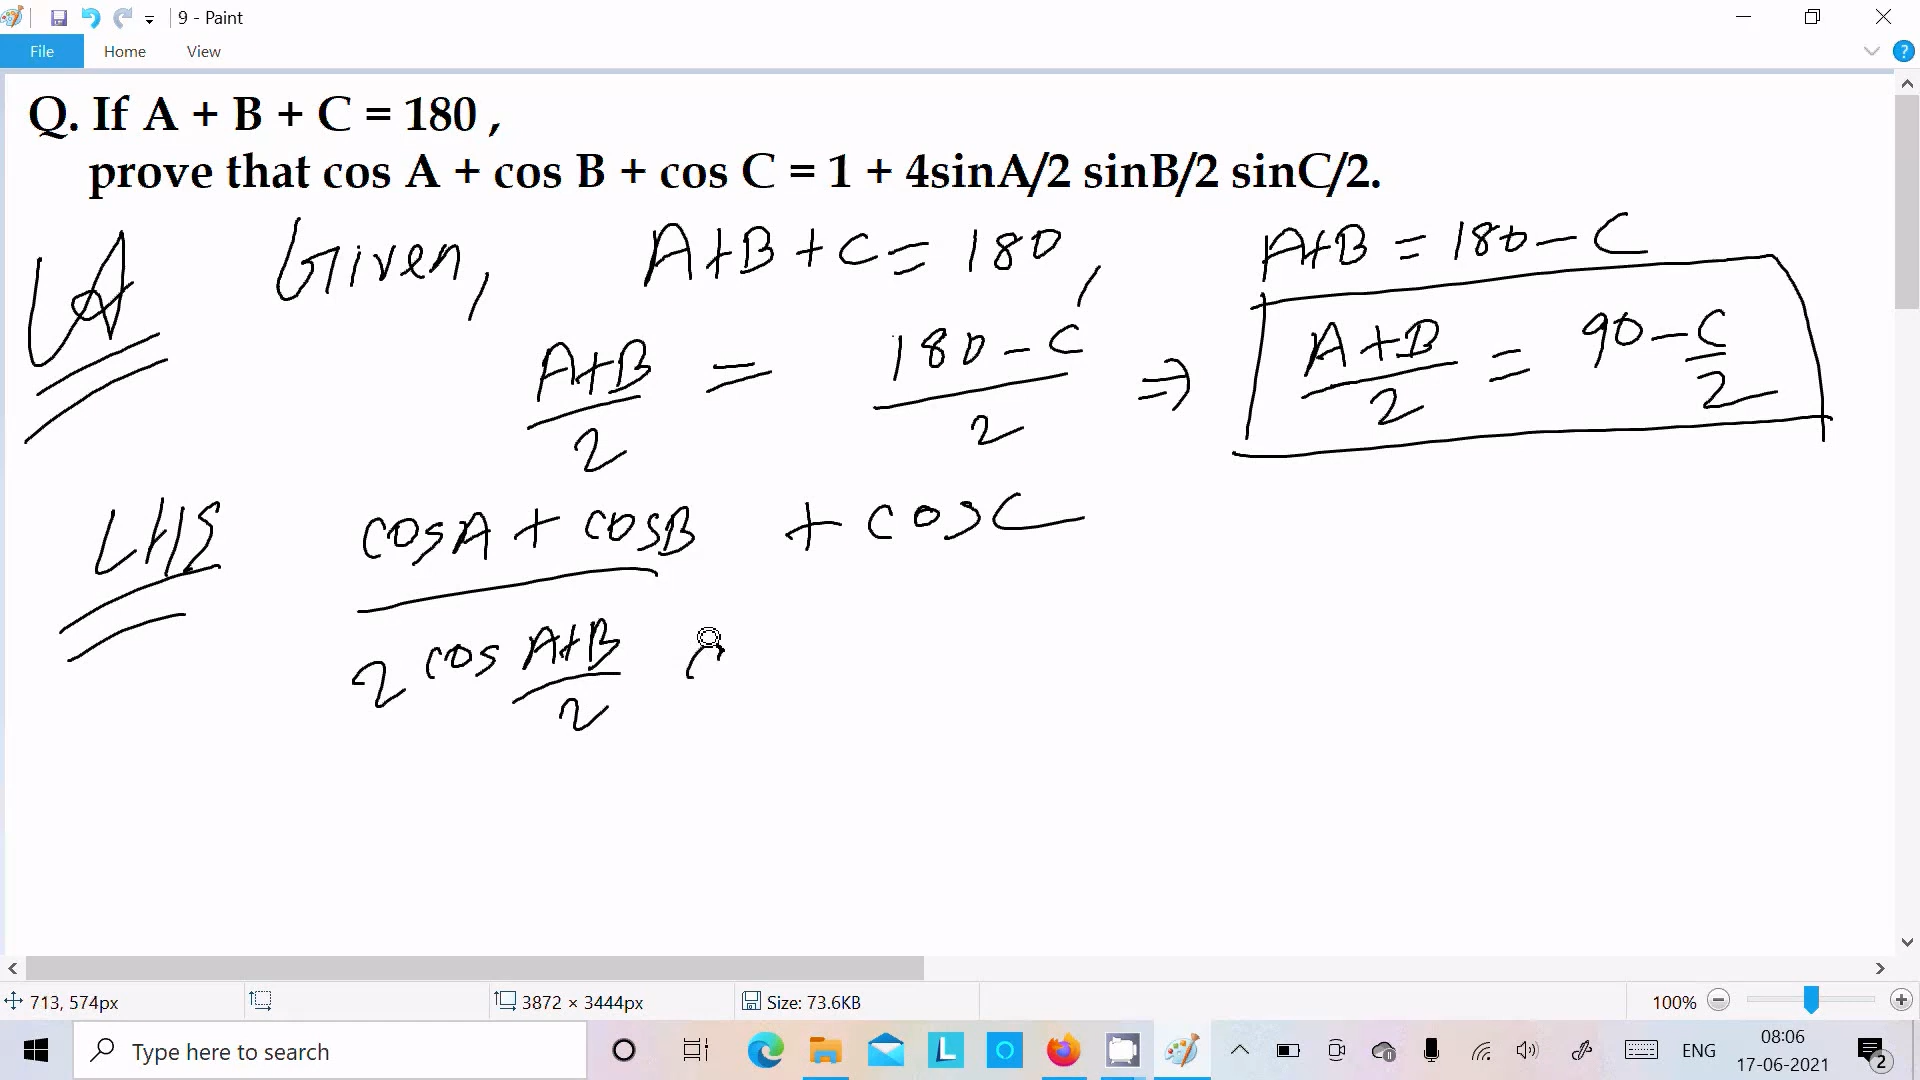 9 - Paint
File Home View
Q. If A + B + C = 180 ,
prove that cos A + cos B + cos C = 1 + 4sinA/2 sinB/2 sinC/2.
Given, A+B+C = 180, A+B = 180 - C
A+B/2 = 180 - C/2 ⇒ A+B/2 = 90 - C/2
LHS cosA + cosB + cosC
2 cos A+B/2
713, 574px 3872 × 3444px Size: 73.6KB 100%
Type here to search
ENG
08:06
17-06-2021
2